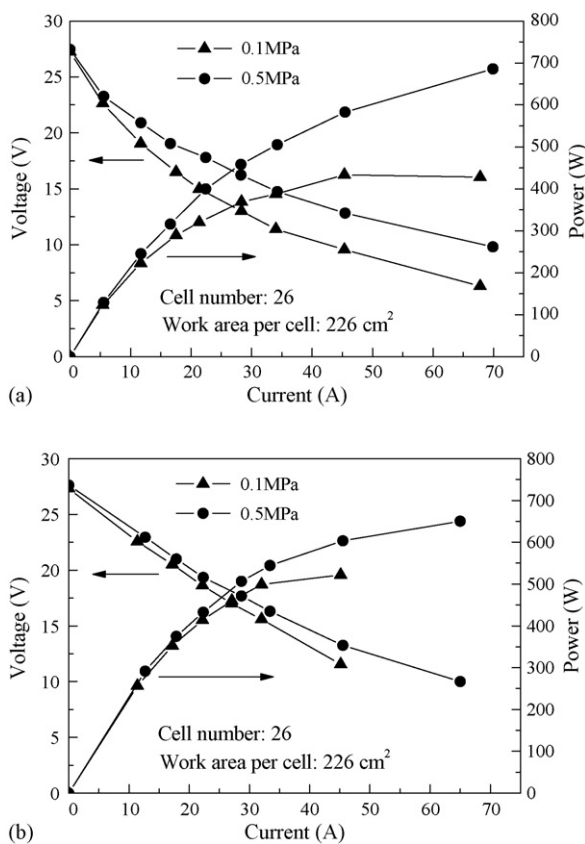 (a)
30
25
20
15
10
5
0
Voltage (V)
800
700
600
500
400
300
200
100
0
Power (W)
0.1MPa
0.5MPa
Cell number: 26
Work area per cell: 226 cm²
0 10 20 30 40 50 60 70
Current (A)
(b)
30
25
20
15
10
5
0
Voltage (V)
800
700
600
500
400
300
200
100
0
Power (W)
0.1MPa
0.5MPa
Cell number: 26
Work area per cell: 226 cm²
0 10 20 30 40 50 60 70
Current (A)